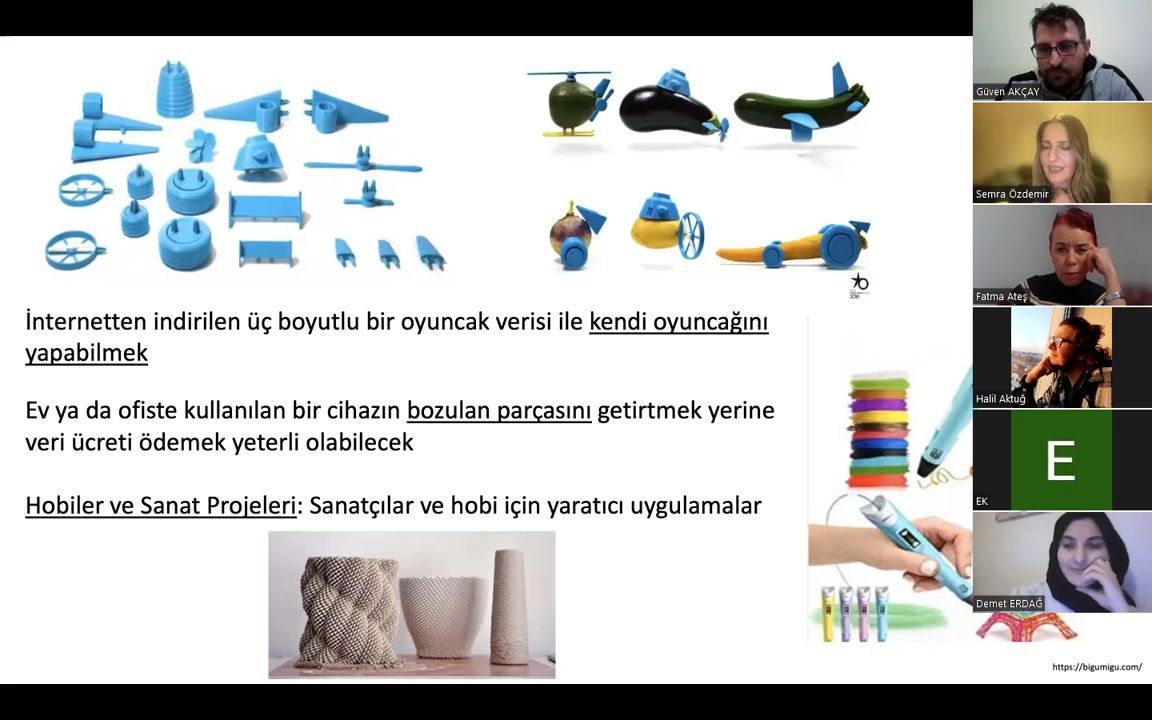 İnternetten indirilen üç boyutlu bir oyuncak verisi ile kendi oyuncağını
yapabilmek
Ev ya da ofiste kullanılan bir cihazın bozulan parçasını getirtmek yerine
veri ücreti ödemek yeterli olabilecek
Hobiler ve Sanat Projeleri: Sanatçılar ve hobi için yaratıcı uygulamalar
https://bigumigu.com/
Güven AKÇAY
Semra Özdemir
Fatma Ateş
Halil Aktuğ
E
EK
Demet ERDAĞ